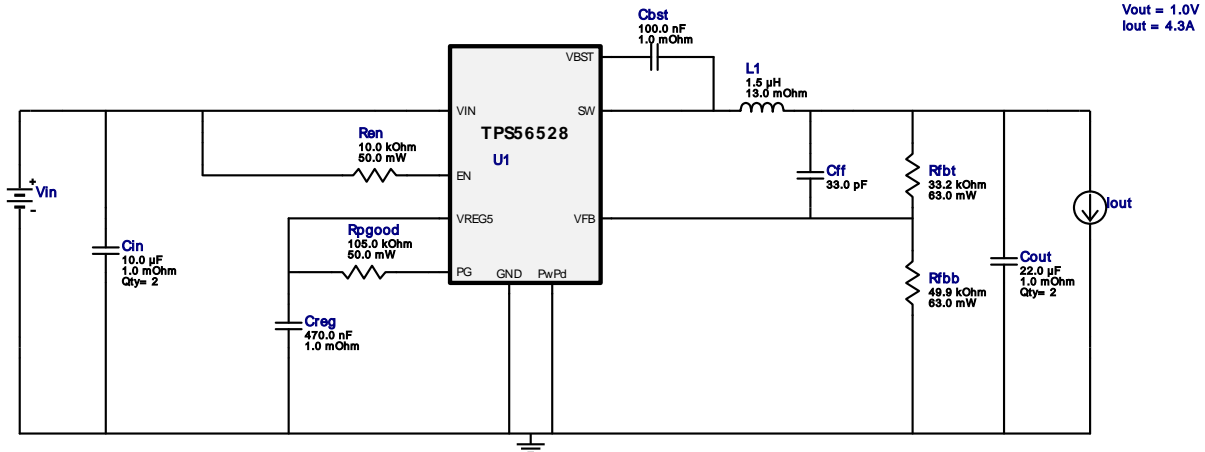 Vout = 1.0V
Iout = 4.3A
Cbst
100.0 nF
1.0 mOhm
VBST
L1
1.5 µH
13.0 mOhm
VIN
SW
TPS56528
U1
Ren
10.0 kOhm
50.0 mW
EN
Cff
33.0 pF
Rfbt
33.2 kOhm
63.0 mW
+
Vin
-
Iout
VREG5
VFB
Rpgood
105.0 kOhm
50.0 mW
PG
GND
PwPd
Cin
10.0 µF
1.0 mOhm
Qty= 2
Cout
22.0 µF
1.0 mOhm
Qty= 2
Rfbb
49.9 kOhm
63.0 mW
Creg
470.0 nF
1.0 mOhm